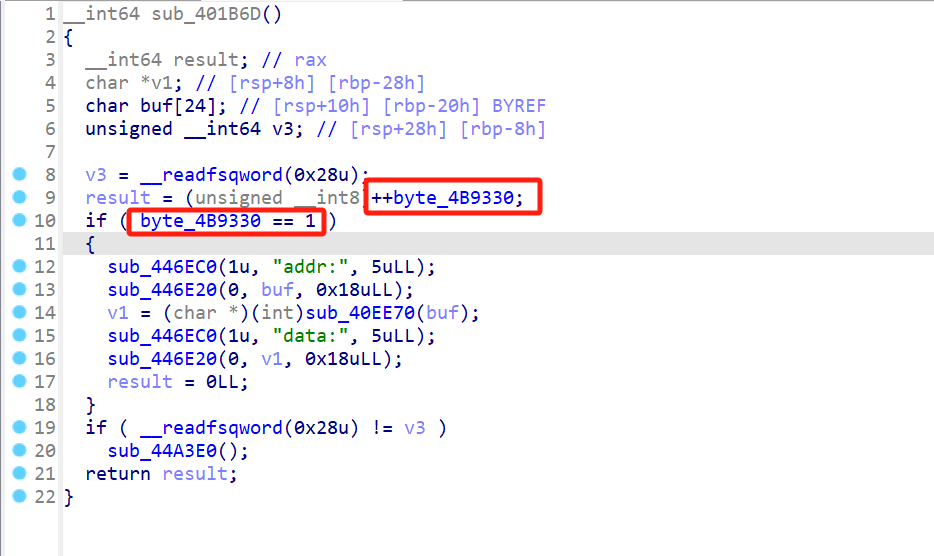 1 __int64 sub_401B6D()
2 {
3 __int64 result; // rax
4 char *v1; // [rsp+8h] [rbp-28h]
5 char buf[24]; // [rsp+10h] [rbp-20h] BYREF
6 unsigned __int64 v3; // [rsp+28h] [rbp-8h]
7
8 v3 = __readfsqword(0x28u);
9 result = (unsigned __int8 ++byte_4B9330;
10 if ( byte_4B9330 == 1 )
11 {
12 sub_446EC0(1u, "addr:", 5uLL);
13 sub_446E20(0, buf, 0x18uLL);
14 v1 = (char *)(int)sub_40EE70(buf);
15 sub_446EC0(1u, "data:", 5uLL);
16 sub_446E20(0, v1, 0x18uLL);
17 result = 0LL;
18 }
19 if ( __readfsqword(0x28u) != v3 )
20 sub_44A3E0();
21 return result;
22 }